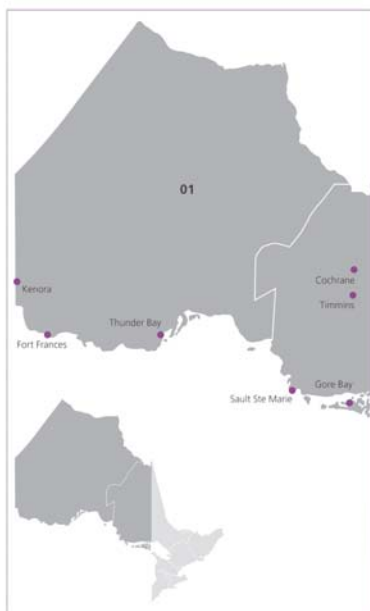 01
Cochrane
Kenora
Timmins
Thunder Bay
Fort Frances
Gore Bay
Sault Ste Marie